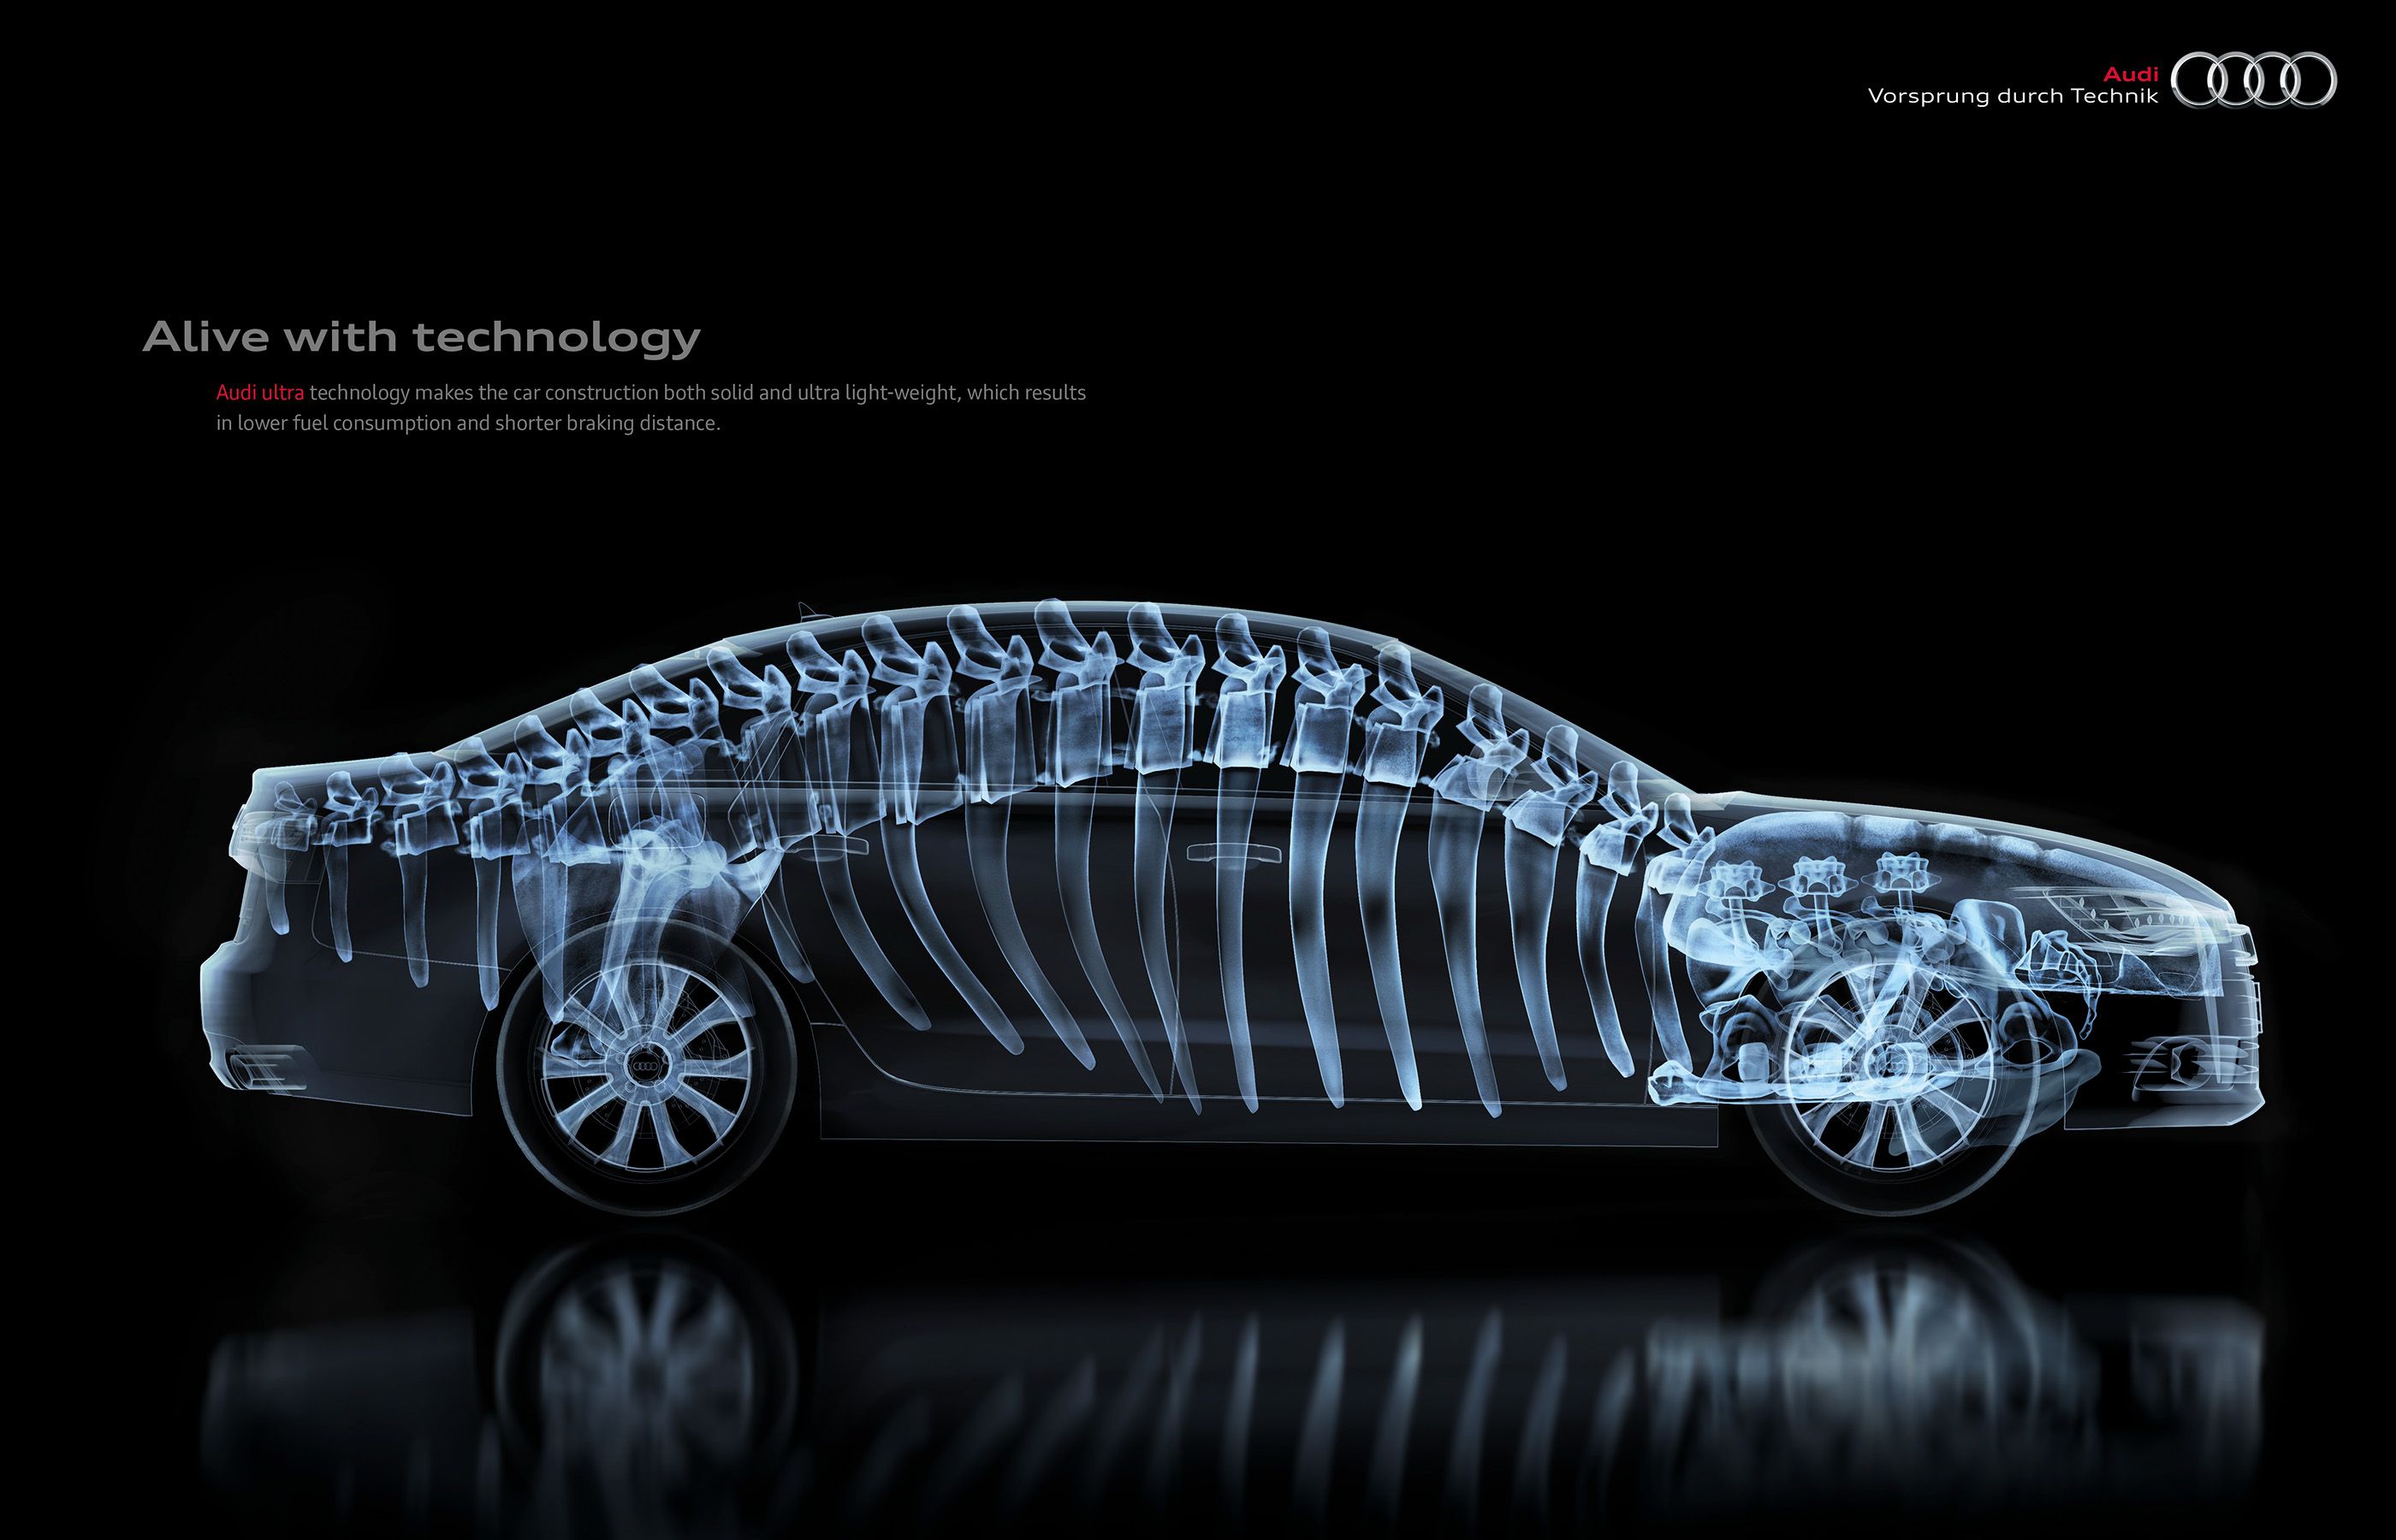 Audi
Vorsprung durch Technik
Alive with technology
Audi ultra technology makes the car construction both solid and ultra light-weight, which results
in lower fuel consumption and shorter braking distance.